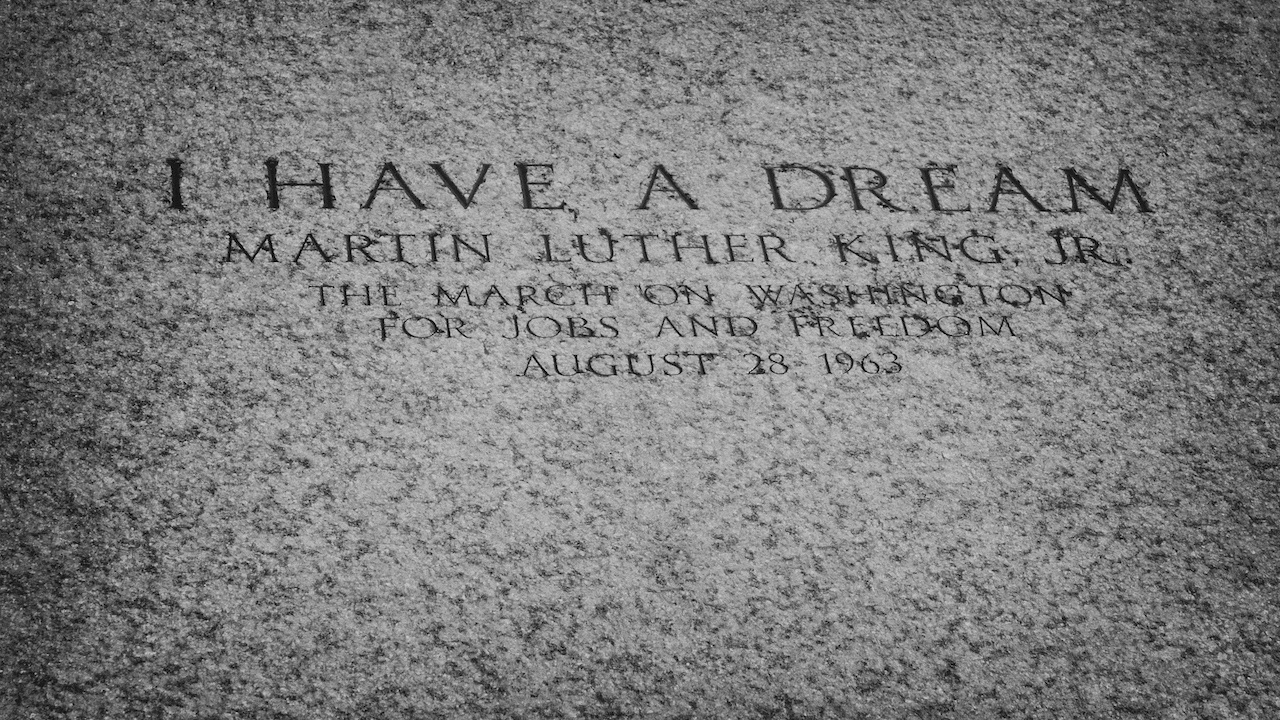 I HAVE A DREAM
MARTIN LUTHER KING, JR.
THE MARCH ON WASHINGTON
FOR JOBS AND FREEDOM
AUGUST 28 1963